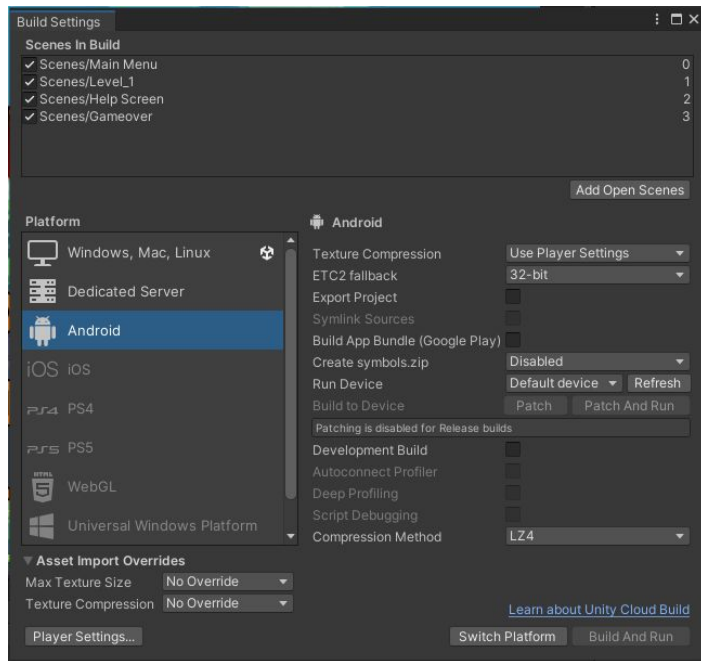 Build Settings
Scenes In Build
Scenes/Main Menu 0
Scenes/Level_1 1
Scenes/Help Screen 2
Scenes/Gameover 3
Add Open Scenes
Platform
Windows, Mac, Linux
Dedicated Server
Android
iOS iOS
PS4 PS4
PS5 PS5
HTML
5 WebGL
Universal Windows Platform
Android
Texture Compression Use Player Settings
ETC2 fallback 32-bit
Export Project
Symlink Sources
Build App Bundle (Google Play)
Create symbols.zip Disabled
Run Device Default device Refresh
Build to Device Patch Patch And Run
Patching is disabled for Release builds
Development Build
Autoconnect Profiler
Deep Profiling
Script Debugging
Compression Method LZ4
Asset Import Overrides
Max Texture Size No Override
Texture Compression No Override
Learn about Unity Cloud Build
Player Settings... Switch Platform Build And Run